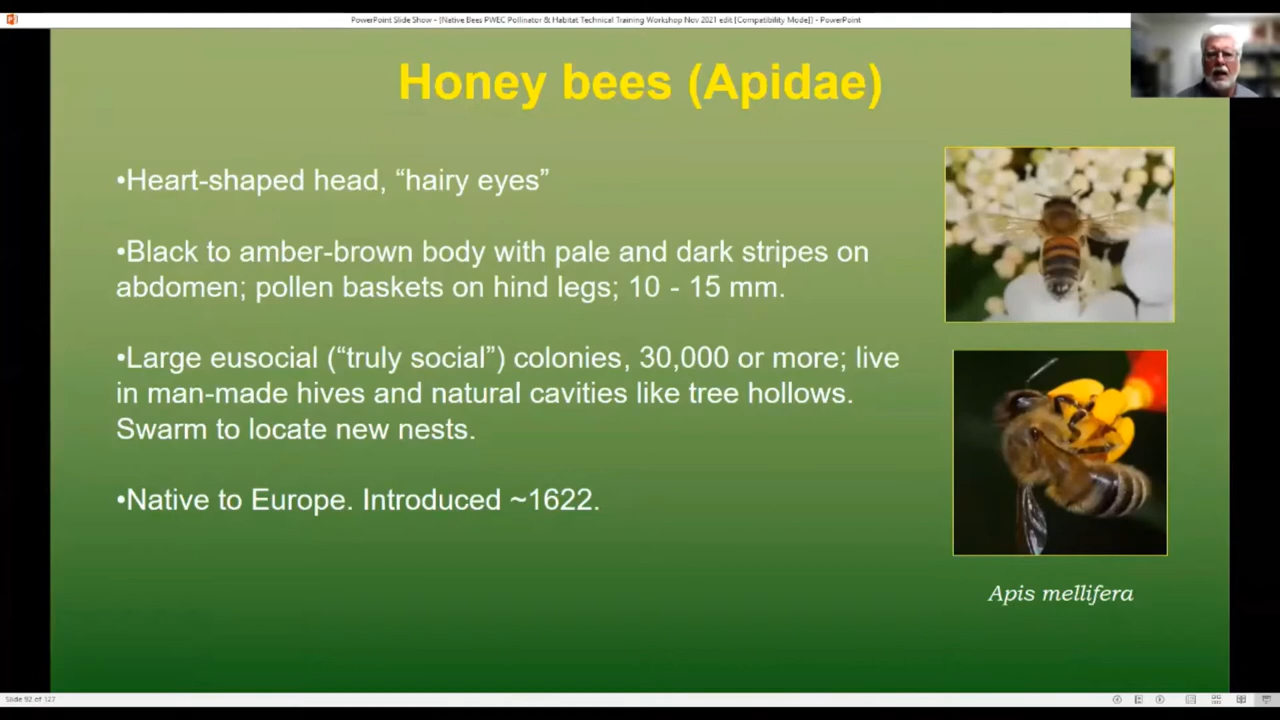 PowerPoint Slide Show - [Native Bees PWEC Pollinator & Habitat Technical Training Workshop Nov 2021 edit [Compatibility Mode]] - PowerPoint
Honey bees (Apidae)
•Heart-shaped head, “hairy eyes”
•Black to amber-brown body with pale and dark stripes on
abdomen; pollen baskets on hind legs; 10 - 15 mm.
•Large eusocial (“truly social”) colonies, 30,000 or more; live
in man-made hives and natural cavities like tree hollows.
Swarm to locate new nests.
•Native to Europe. Introduced ~1622.
Apis mellifera
Slide 92 of 127